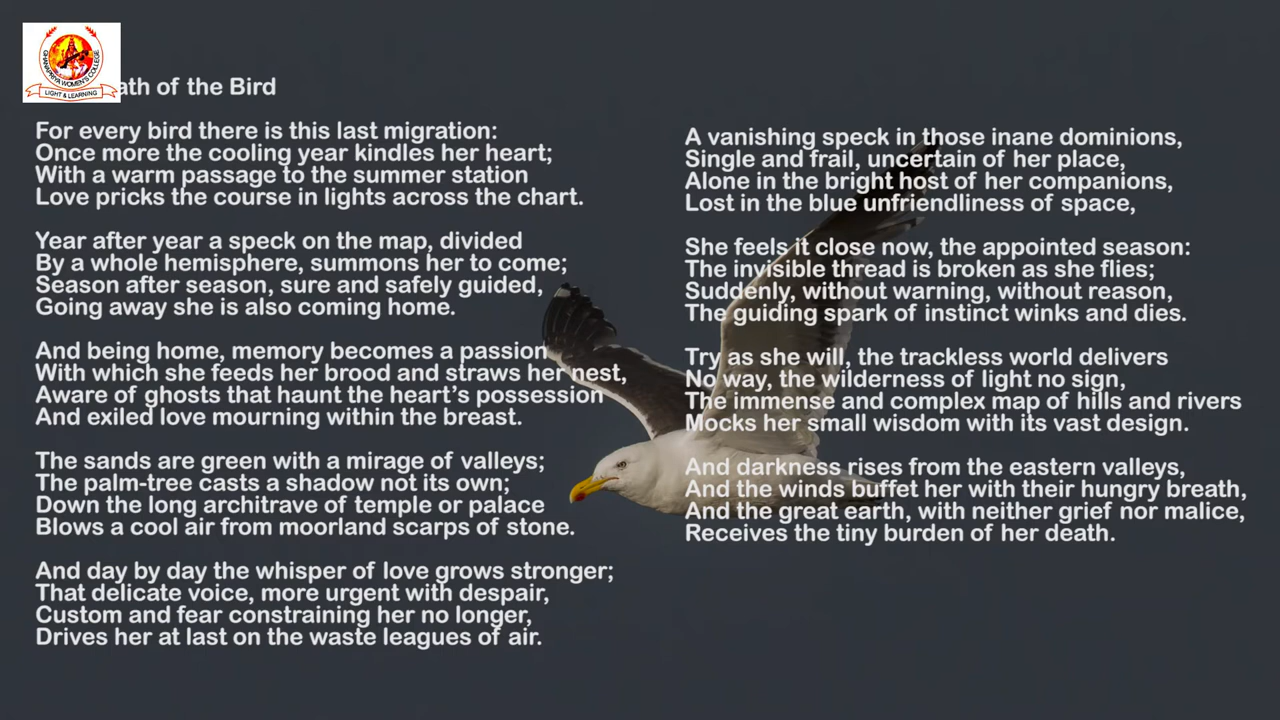 GHANAPRIYA WOMEN'S COLLEGE
LIGHT & LEARNING
ath of the Bird
For every bird there is this last migration:
Once more the cooling year kindles her heart;
With a warm passage to the summer station
Love pricks the course in lights across the chart.
Year after year a speck on the map, divided
By a whole hemisphere, summons her to come;
Season after season, sure and safely guided,
Going away she is also coming home.
And being home, memory becomes a passion
With which she feeds her brood and straws her nest,
Aware of ghosts that haunt the heart’s possession
And exiled love mourning within the breast.
The sands are green with a mirage of valleys;
The palm-tree casts a shadow not its own;
Down the long architrave of temple or palace
Blows a cool air from moorland scarps of stone.
And day by day the whisper of love grows stronger;
That delicate voice, more urgent with despair,
Custom and fear constraining her no longer,
Drives her at last on the waste leagues of air.
A vanishing speck in those inane dominions,
Single and frail, uncertain of her place,
Alone in the bright host of her companions,
Lost in the blue unfriendliness of space,
She feels it close now, the appointed season:
The invisible thread is broken as she flies;
Suddenly, without warning, without reason,
The guiding spark of instinct winks and dies.
Try as she will, the trackless world delivers
No way, the wilderness of light no sign,
The immense and complex map of hills and rivers
Mocks her small wisdom with its vast design.
And darkness rises from the eastern valleys,
And the winds buffet her with their hungry breath,
And the great earth, with neither grief nor malice,
Receives the tiny burden of her death.